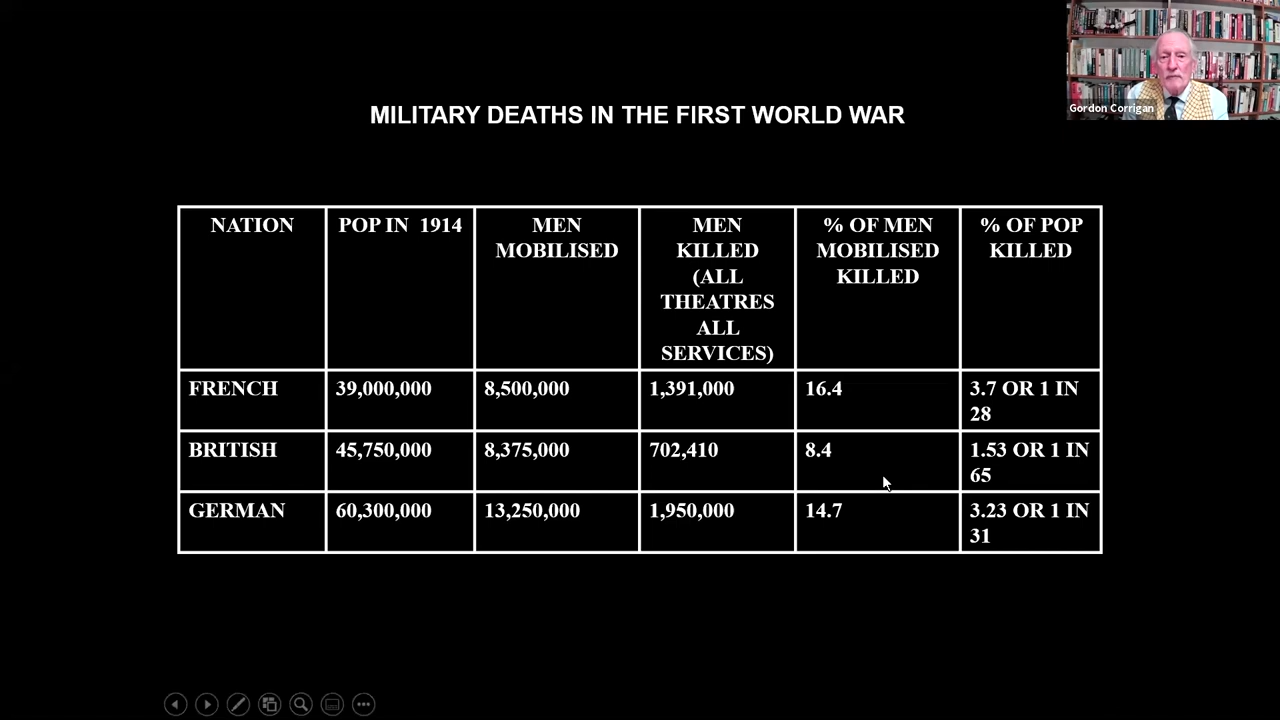 Gordon Corrigan
MILITARY DEATHS IN THE FIRST WORLD WAR
NATION
POP IN 1914
MEN
MOBILISED
MEN
KILLED
(ALL
THEATRES
ALL
SERVICES)
% OF MEN
MOBILISED
KILLED
% OF POP
KILLED
FRENCH
39,000,000
8,500,000
1,391,000
16.4
3.7 OR 1 IN
28
BRITISH
45,750,000
8,375,000
702,410
8.4
1.53 OR 1 IN
65
GERMAN
60,300,000
13,250,000
1,950,000
14.7
3.23 OR 1 IN
31